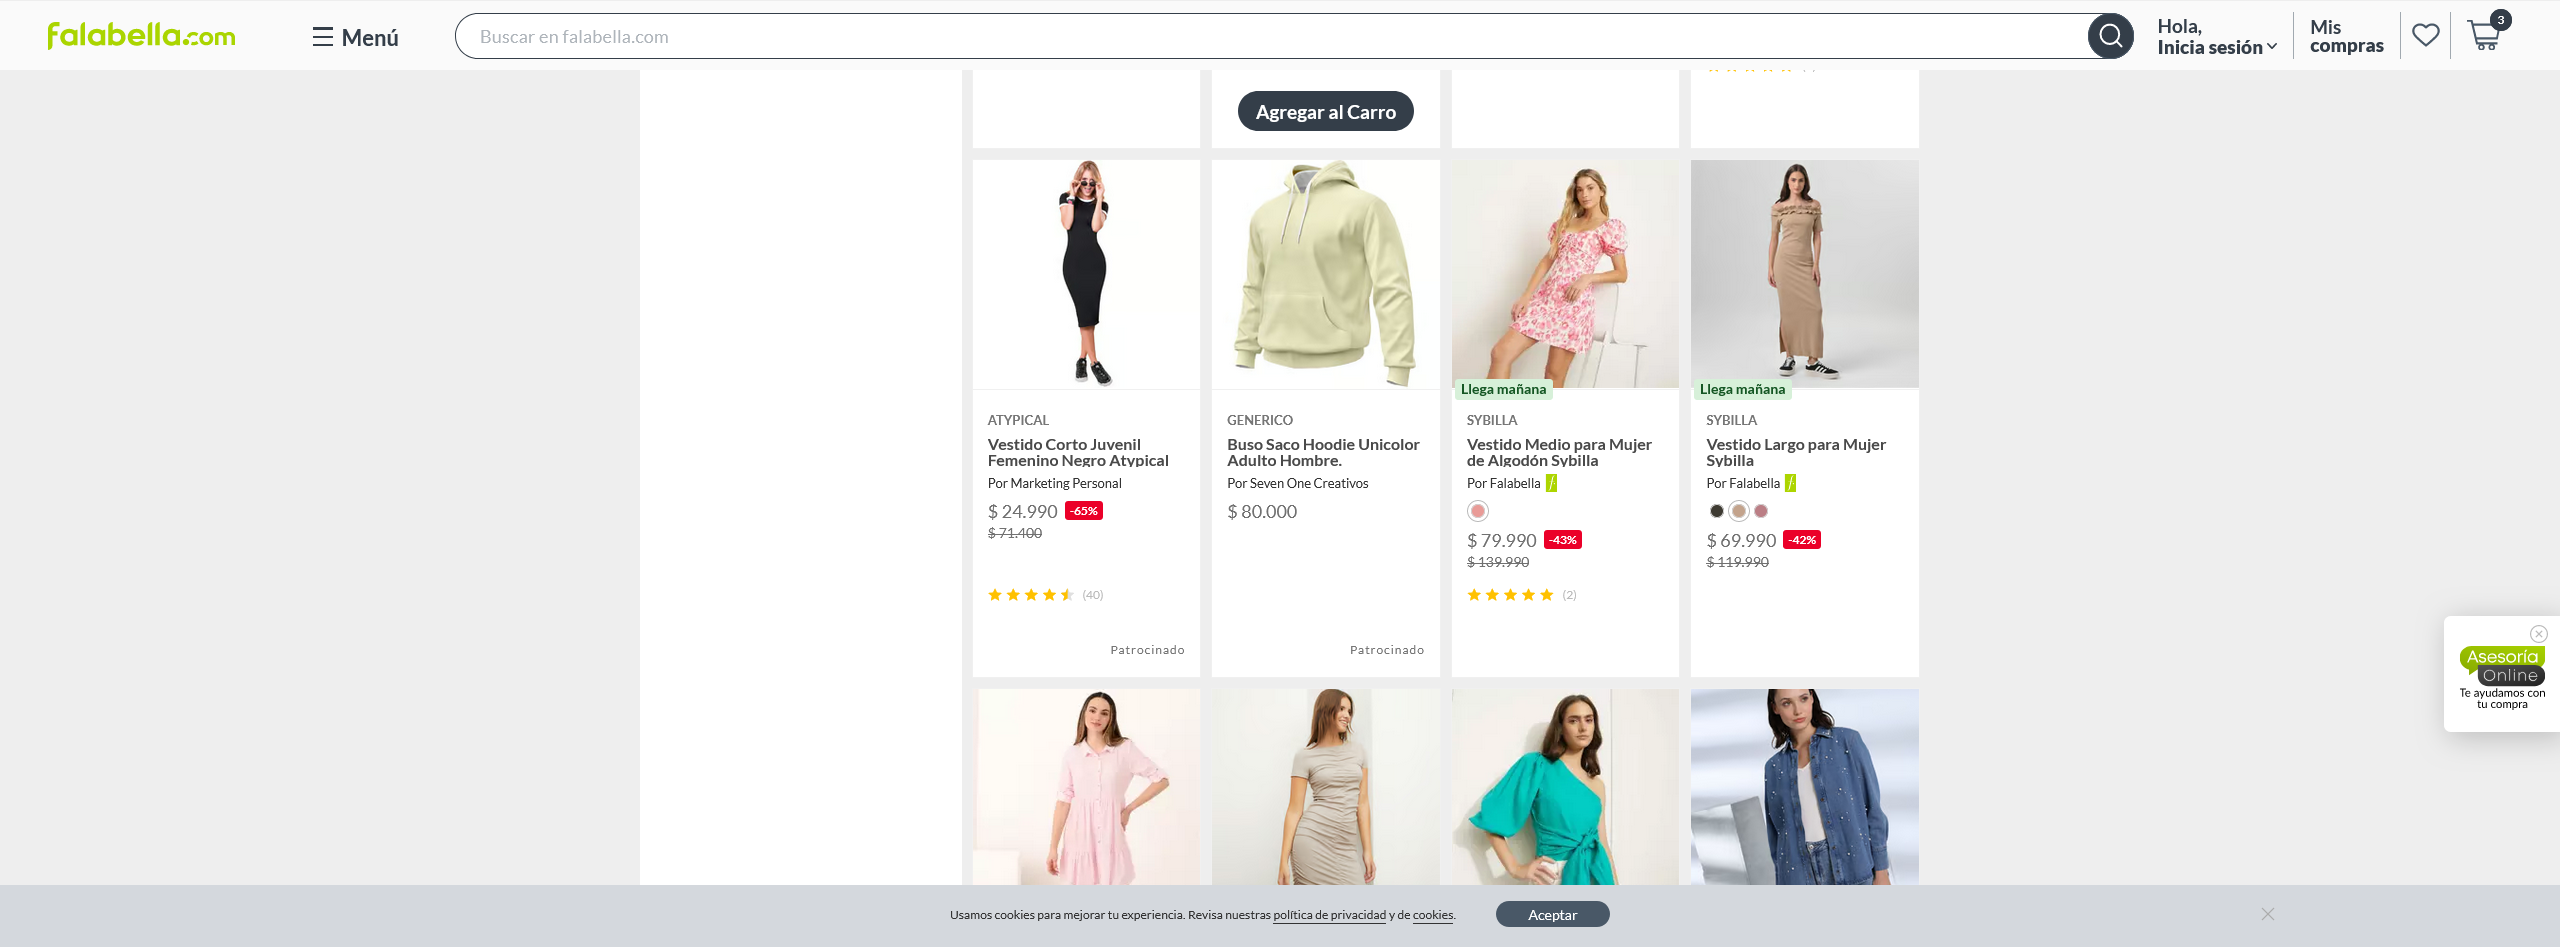 falabella.com
Menú
Buscar en falabella.com
Hola,
Inicia sesión
Mis
compras
3
Agregar al Carro
Llega mañana
Llega mañana
ATYPICAL
Vestido Corto Juvenil
Femenino Negro Atypical
Por Marketing Personal
$ 24.990 -65%
$ 71.400
(40)
Patrocinado
GENERICO
Buso Saco Hoodie Unicolor
Adulto Hombre.
Por Seven One Creativos
$ 80.000
Patrocinado
SYBILLA
Vestido Medio para Mujer
de Algodón Sybilla
Por Falabella
$ 79.990 -43%
$ 139.990
(2)
SYBILLA
Vestido Largo para Mujer
Sybilla
Por Falabella
$ 69.990 -42%
$ 119.990
Asesoría
Online
Te ayudamos con
tu compra
Usamos cookies para mejorar tu experiencia. Revisa nuestras política de privacidad y de cookies.
Aceptar